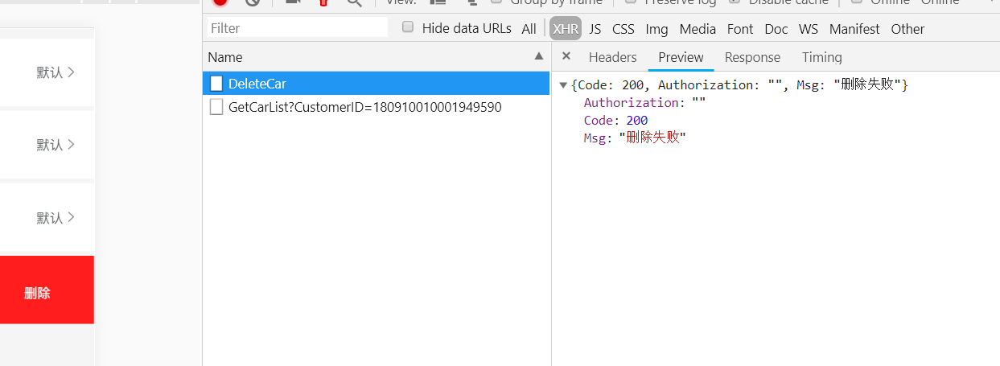 View:
Group by frame
Preserve log
Disable cache
Offline
Online
Filter
Hide data URLs
All
XHR
JS
CSS
Img
Media
Font
Doc
WS
Manifest
Other
Name
Headers
Preview
Response
Timing
DeleteCar
GetCarList?CustomerID=180910010001949590
{Code: 200, Authorization: "", Msg: "删除失败"}
Authorization: ""
Code: 200
Msg: "删除失败"
默认
默认
默认
删除